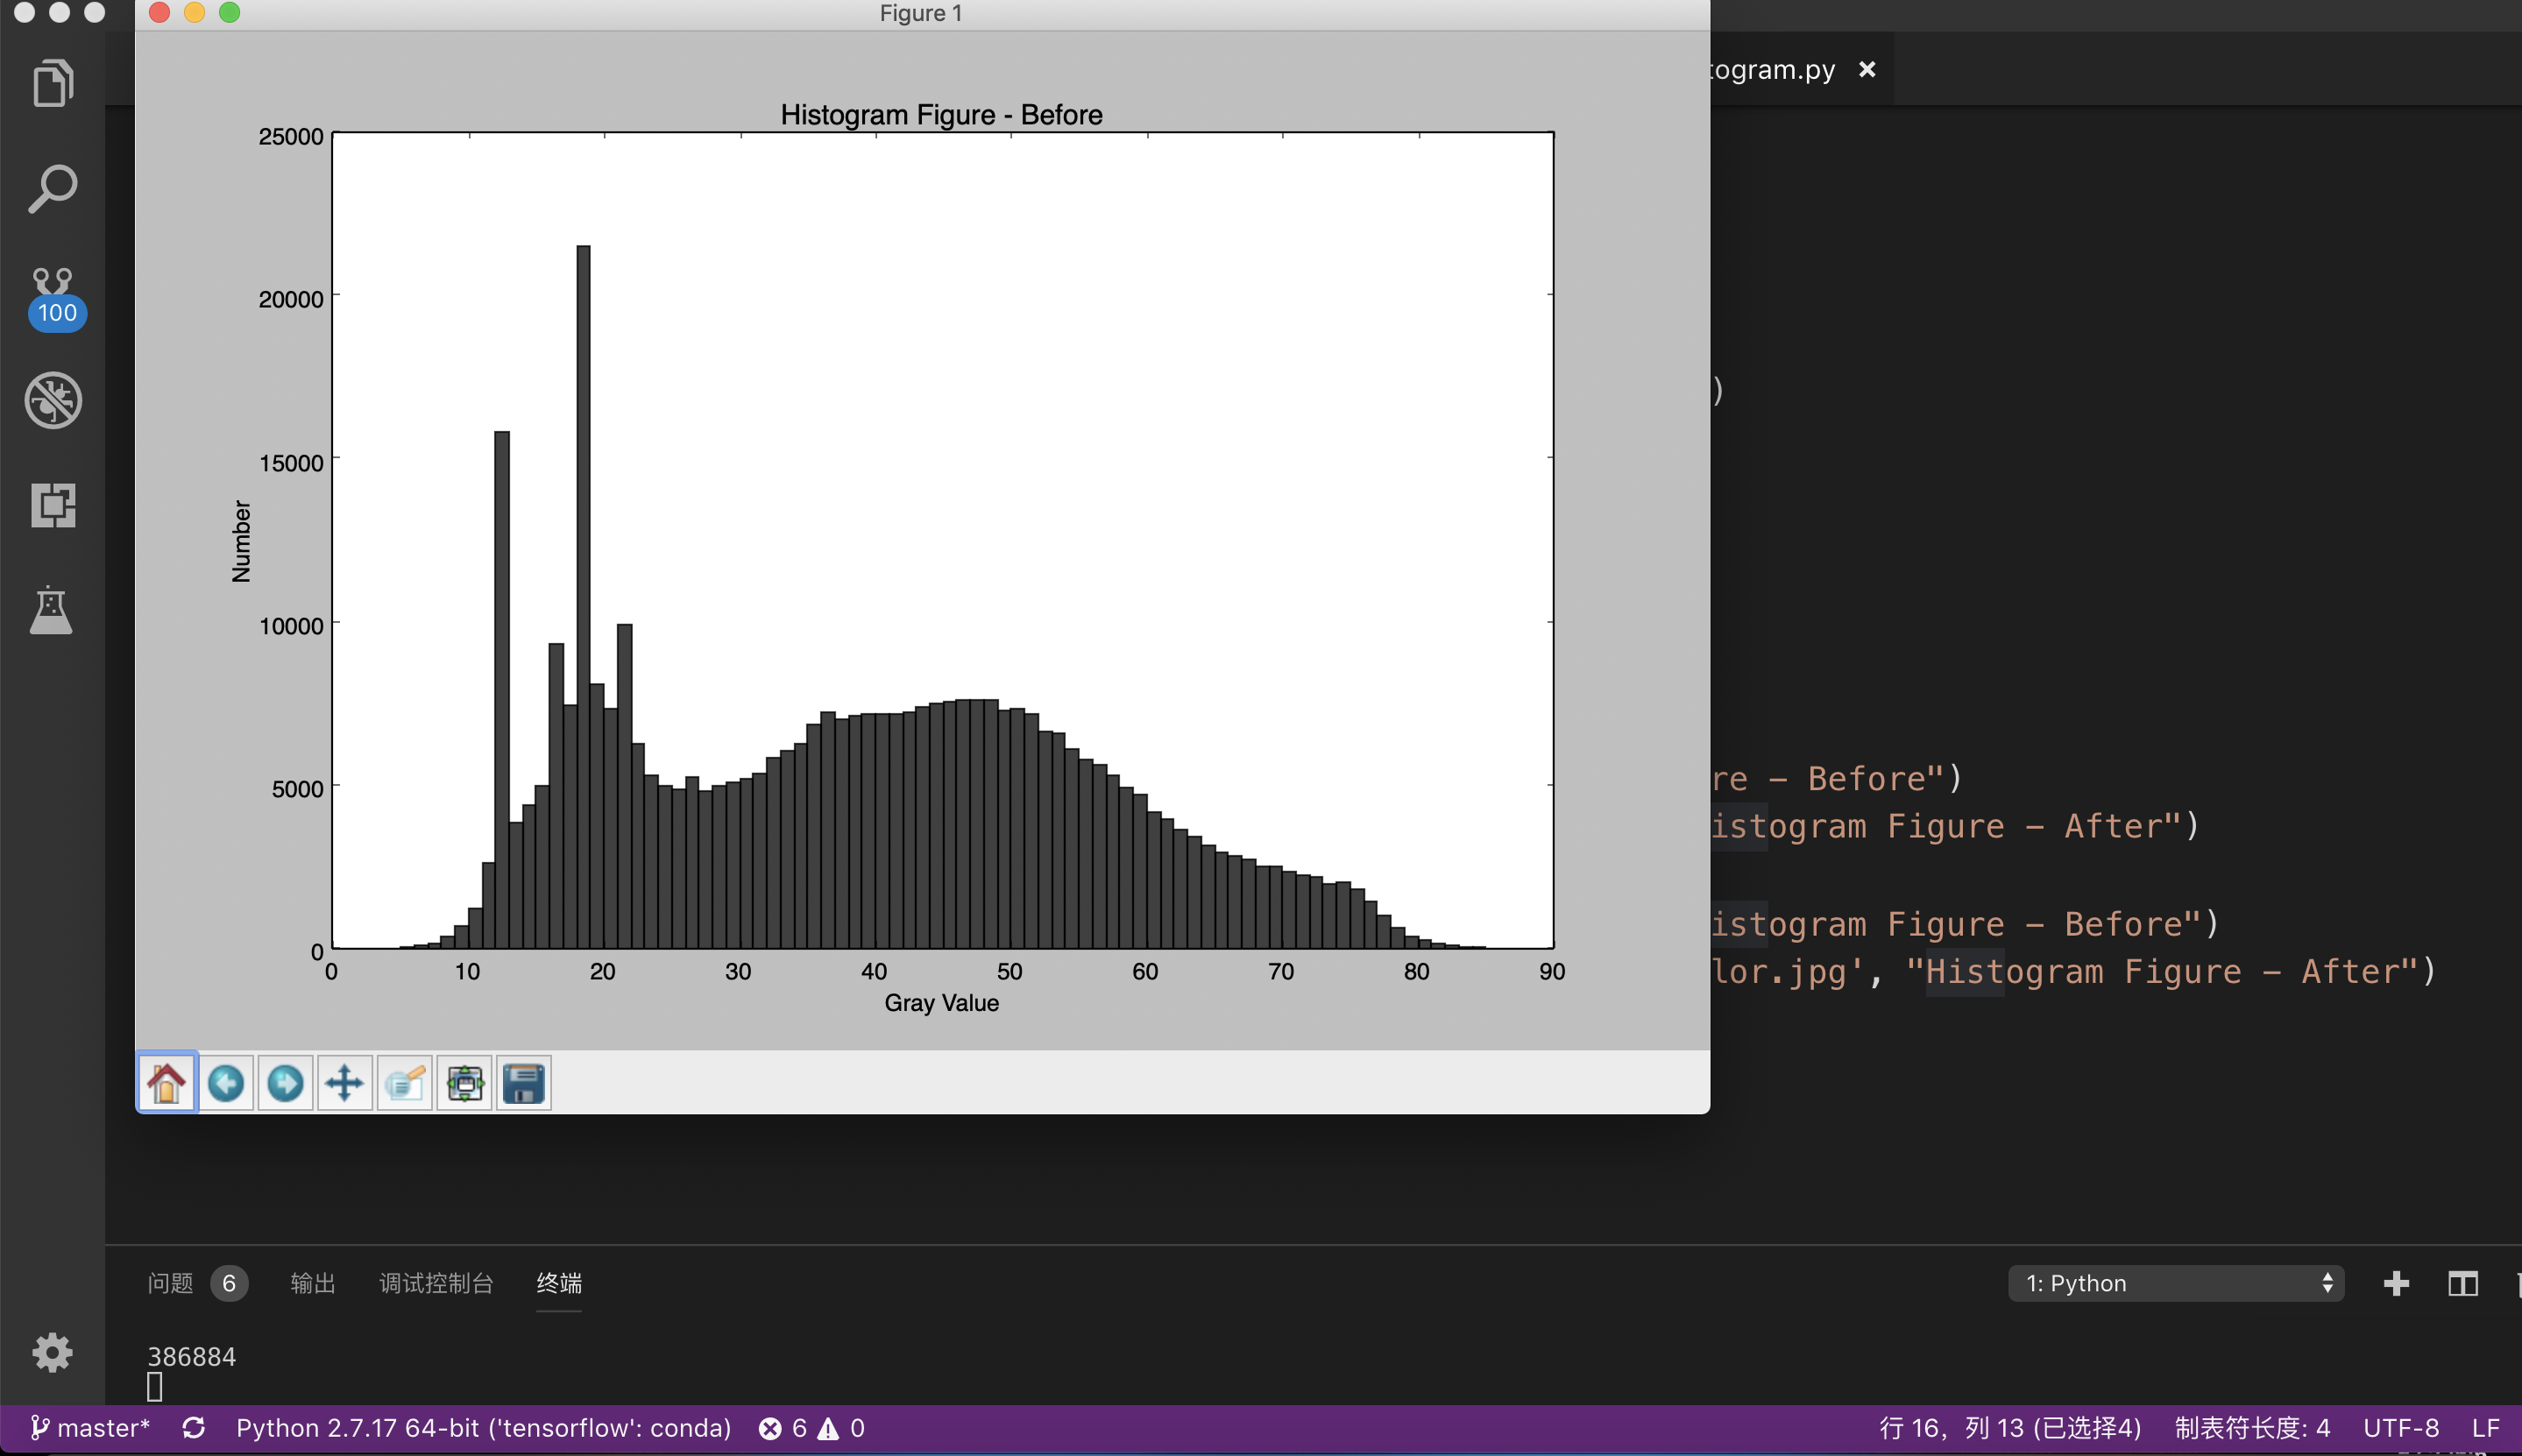 Figure 1
togram.py
100
Histogram Figure - Before
25000
20000
15000
10000
5000
0
Number
0 10 20 30 40 50 60 70 80 90
Gray Value
)
re – Before")
istogram Figure – After")
istogram Figure – Before")
lor.jpg', "Histogram Figure – After")
问题 6 输出 调试控制台 终端 1: Python
386884
master* Python 2.7.17 64-bit ('tensorflow': conda) 6 0 行 16，列 13 (已选择4) 制表符长度: 4 UTF-8 LF